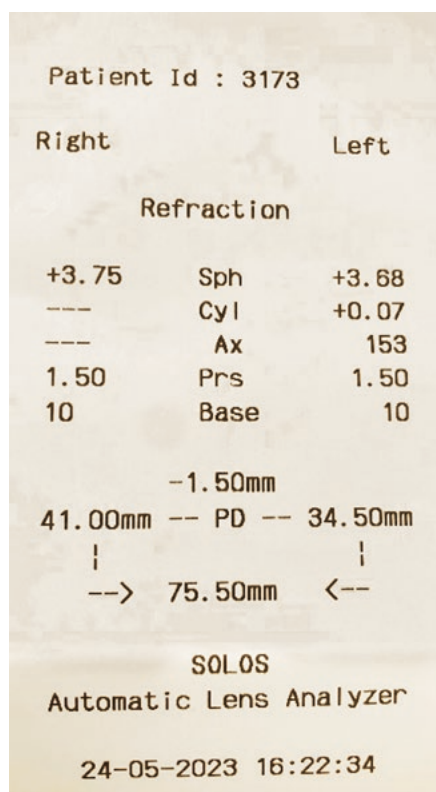 Patient Id : 3173
Right Left
Refraction
+3.75 Sph +3.68
--- Cyl +0.07
--- Ax 153
1.50 Prs 1.50
10 Base 10
-1.50mm
41.00mm -- PD -- 34.50mm
¦ ¦
--> 75.50mm <--
SOLOS
Automatic Lens Analyzer
24-05-2023 16:22:34